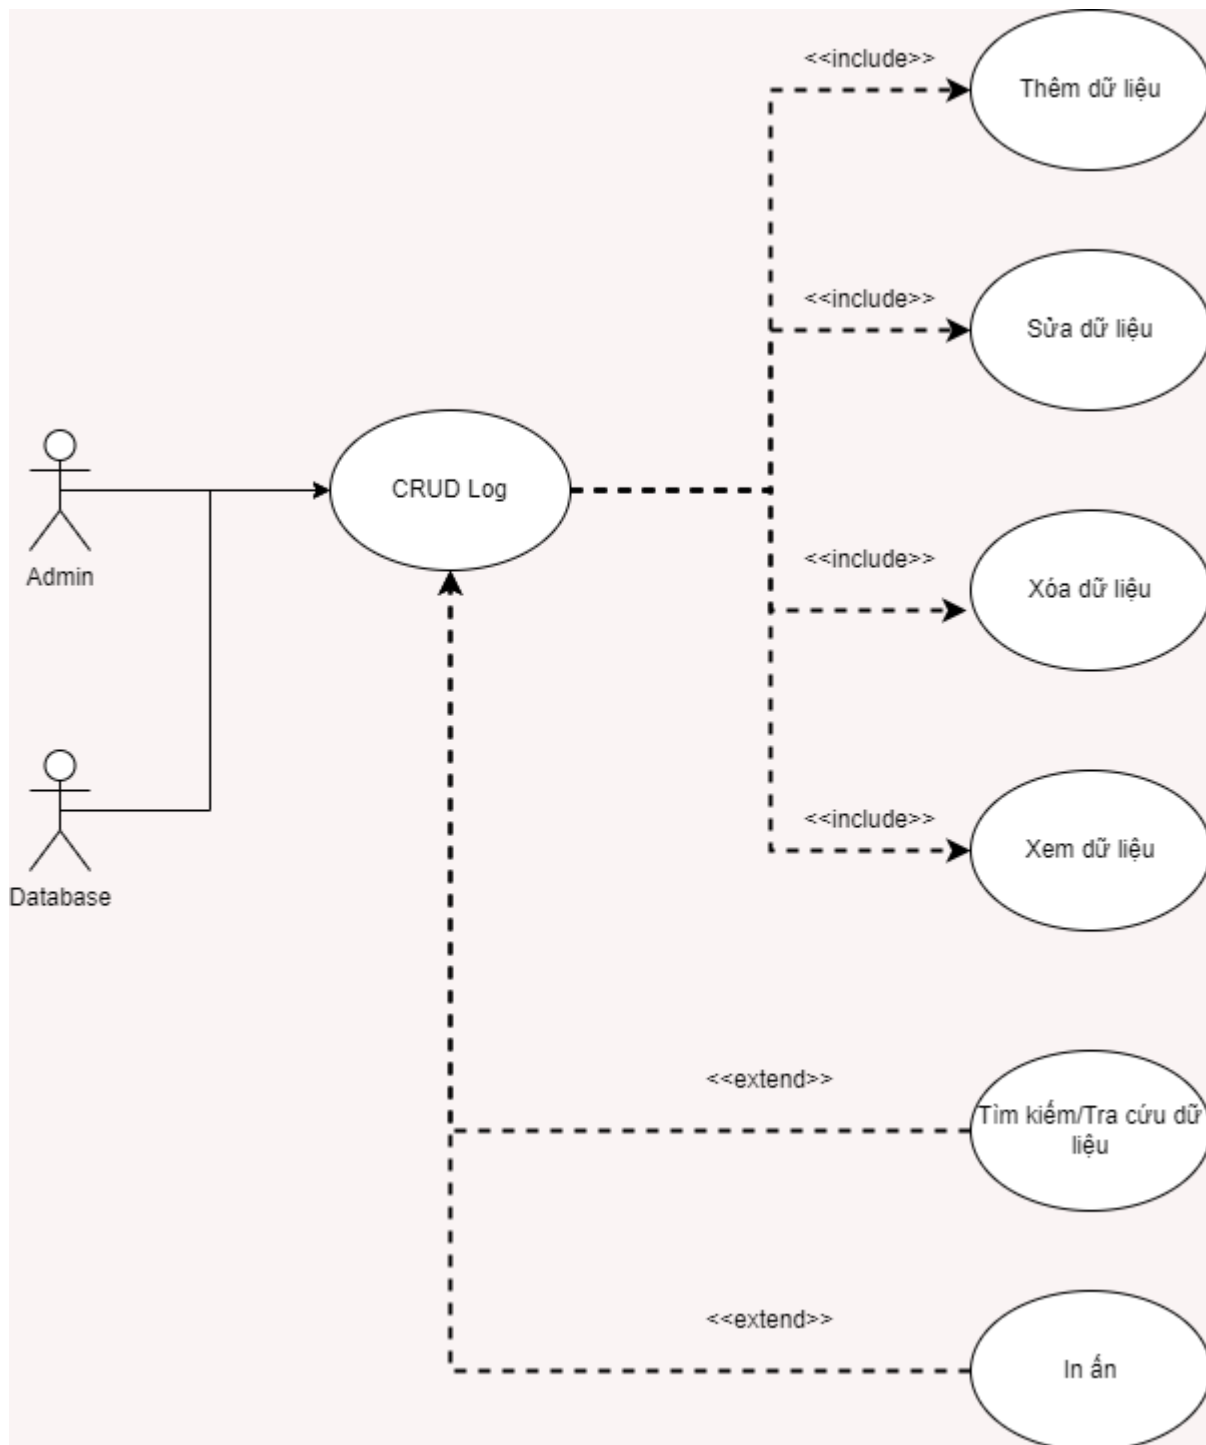 <<include>>
Thêm dữ liệu
<<include>>
Sửa dữ liệu
CRUD Log
<<include>>
Xóa dữ liệu
Admin
<<include>>
Xem dữ liệu
Database
<<extend>>
Tìm kiếm/Tra cứu dữ
liệu
<<extend>>
In ấn